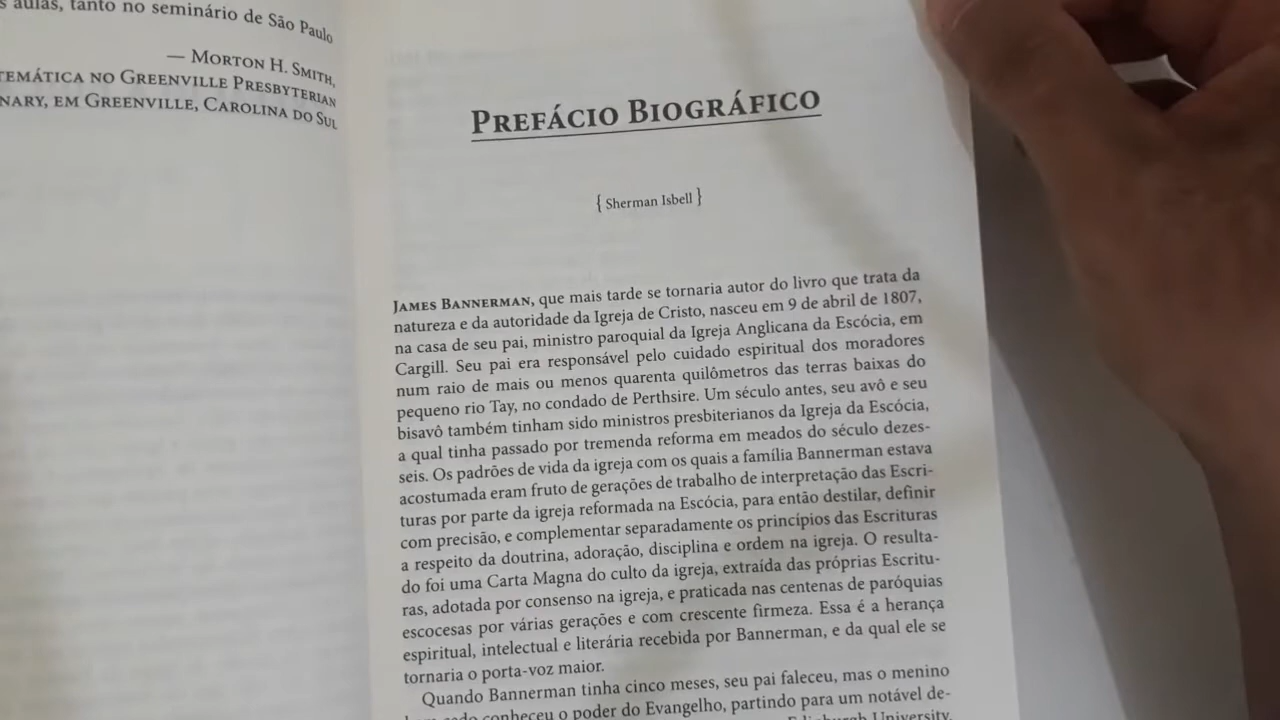 s aulas, tanto no seminário de São Paulo
— Morton H. Smith,
temática no Greenville Presbyterian
nary, em Greenville, Carolina do Sul
Prefácio Biográfico
{ Sherman Isbell }
James Bannerman, que mais tarde se tornaria autor do livro que trata da
natureza e da autoridade da Igreja de Cristo, nasceu em 9 de abril de 1807,
na casa de seu pai, ministro paroquial da Igreja Anglicana da Escócia, em
Cargill. Seu pai era responsável pelo cuidado espiritual dos moradores
num raio de mais ou menos quarenta quilômetros das terras baixas do
pequeno rio Tay, no condado de Perthsire. Um século antes, seu avô e seu
bisavô também tinham sido ministros presbiterianos da Igreja da Escócia,
a qual tinha passado por tremenda reforma em meados do século dezes-
seis. Os padrões de vida da igreja com os quais a família Bannerman estava
acostumada eram fruto de gerações de trabalho de interpretação das Escri-
turas por parte da igreja reformada na Escócia, para então destilar, definir
com precisão, e complementar separadamente os princípios das Escrituras
a respeito da doutrina, adoração, disciplina e ordem na igreja. O resulta-
do foi uma Carta Magna do culto da igreja, extraída das próprias Escritu-
ras, adotada por consenso na igreja, e praticada nas centenas de paróquias
escocesas por várias gerações e com crescente firmeza. Essa é a herança
espiritual, intelectual e literária recebida por Bannerman, e da qual ele se
tornaria o porta-voz maior.
Quando Bannerman tinha cinco meses, seu pai faleceu, mas o menino
cedo conheceu o poder do Evangelho, partindo para um notável de-
Edinburgh University,